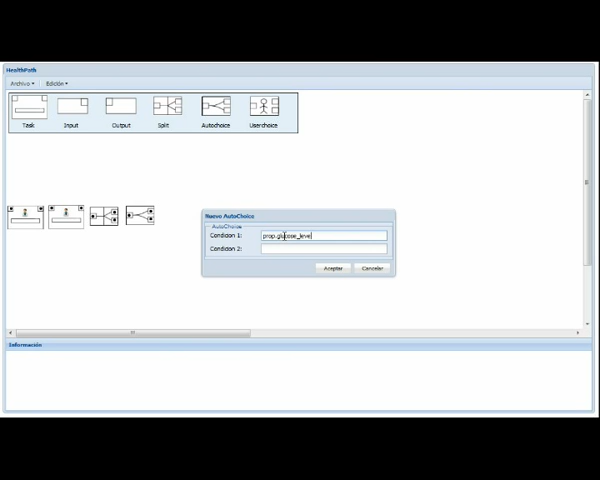 HealthPath
Archivo Edición
Task Input Output Split Autochoice Userchoice
Nuevo AutoChoice
AutoChoice
Condicion 1: prop.glucose_leve
Condicion 2:
Aceptar Cancelar
Información